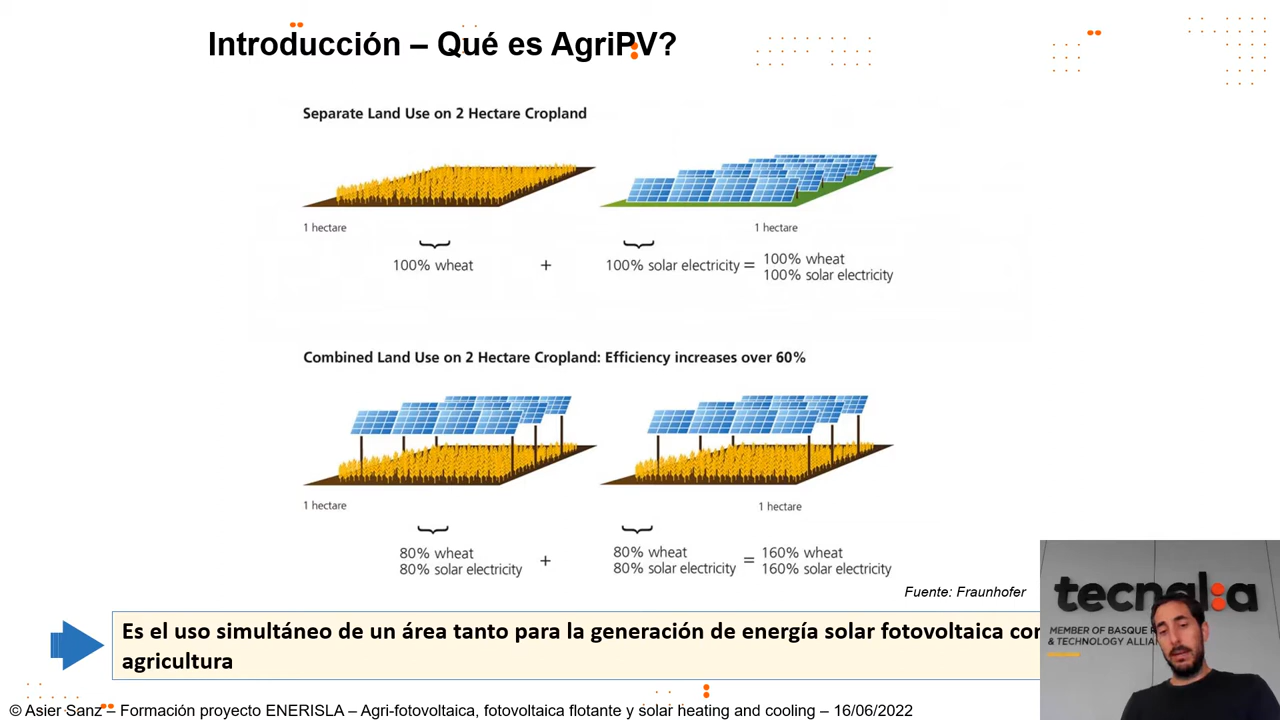 Introducción – Qué es AgriPV?
Separate Land Use on 2 Hectare Cropland
1 hectare
1 hectare
100% wheat
+
100% solar electricity
=
100% wheat
100% solar electricity
Combined Land Use on 2 Hectare Cropland: Efficiency increases over 60%
1 hectare
1 hectare
80% wheat
80% solar electricity
+
80% wheat
80% solar electricity
=
160% wheat
160% solar electricity
Fuente: Fraunhofer
Es el uso simultáneo de un área tanto para la generación de energía solar fotovoltaica
agricultura
tecnalia
MEMBER OF BASQUE
& TECHNOLOGY
© Asier Sanz – Formación proyecto ENERISLA – Agri-fotovoltaica, fotovoltaica flotante y solar heating and cooling – 16/06/2022